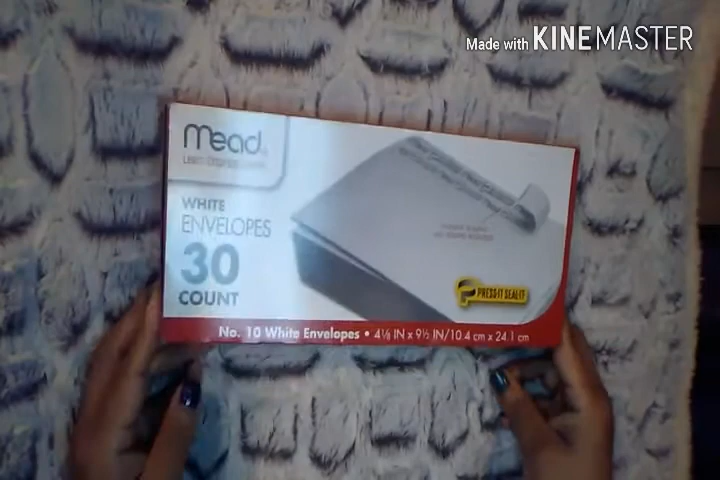 Made with KINEMASTER
Mead
WHITE
ENVELOPES
30
COUNT
PRESS-IT SEAL-IT
No. 10 White Envelopes • 4⅛ IN x 9½ IN/10.4 cm x 24.1 cm